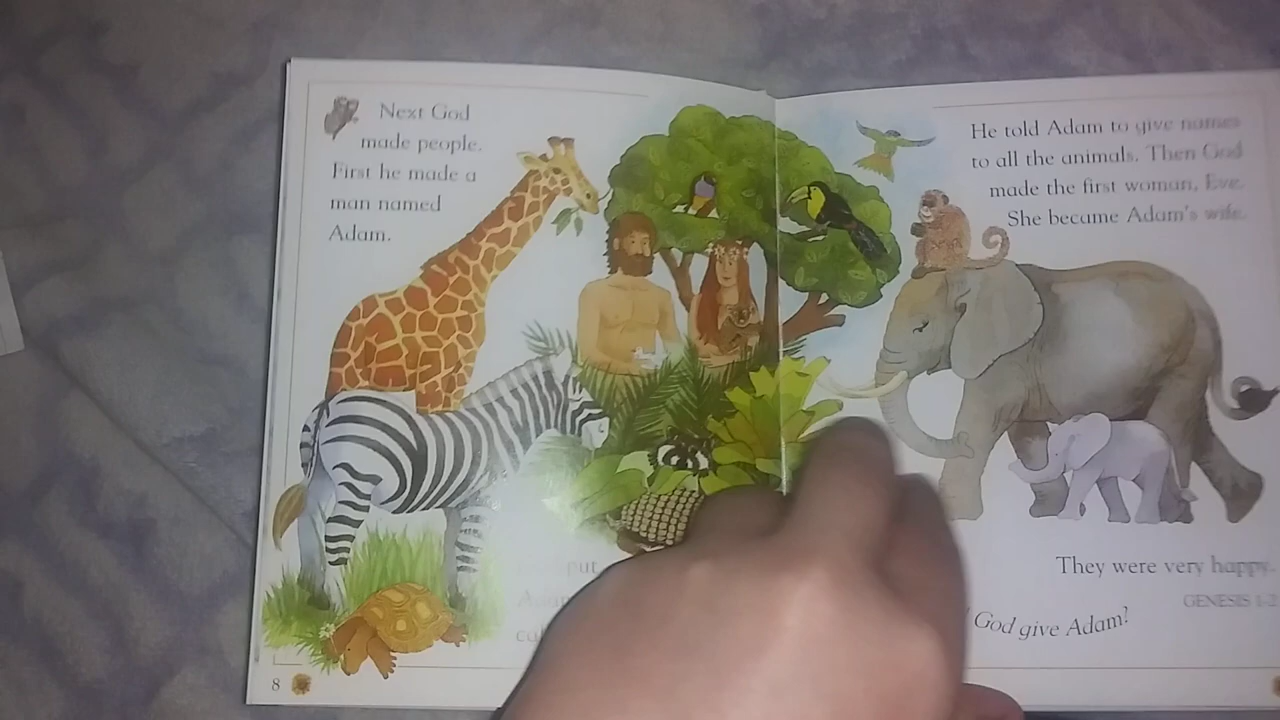 Next God
made people.
First he made a
man named
Adam.
put
8
He told Adam to give names
to all the animals. Then God
made the first woman, Eve.
She became Adam's wife.
They were very happy.
GENESIS 1-2
God give Adam?